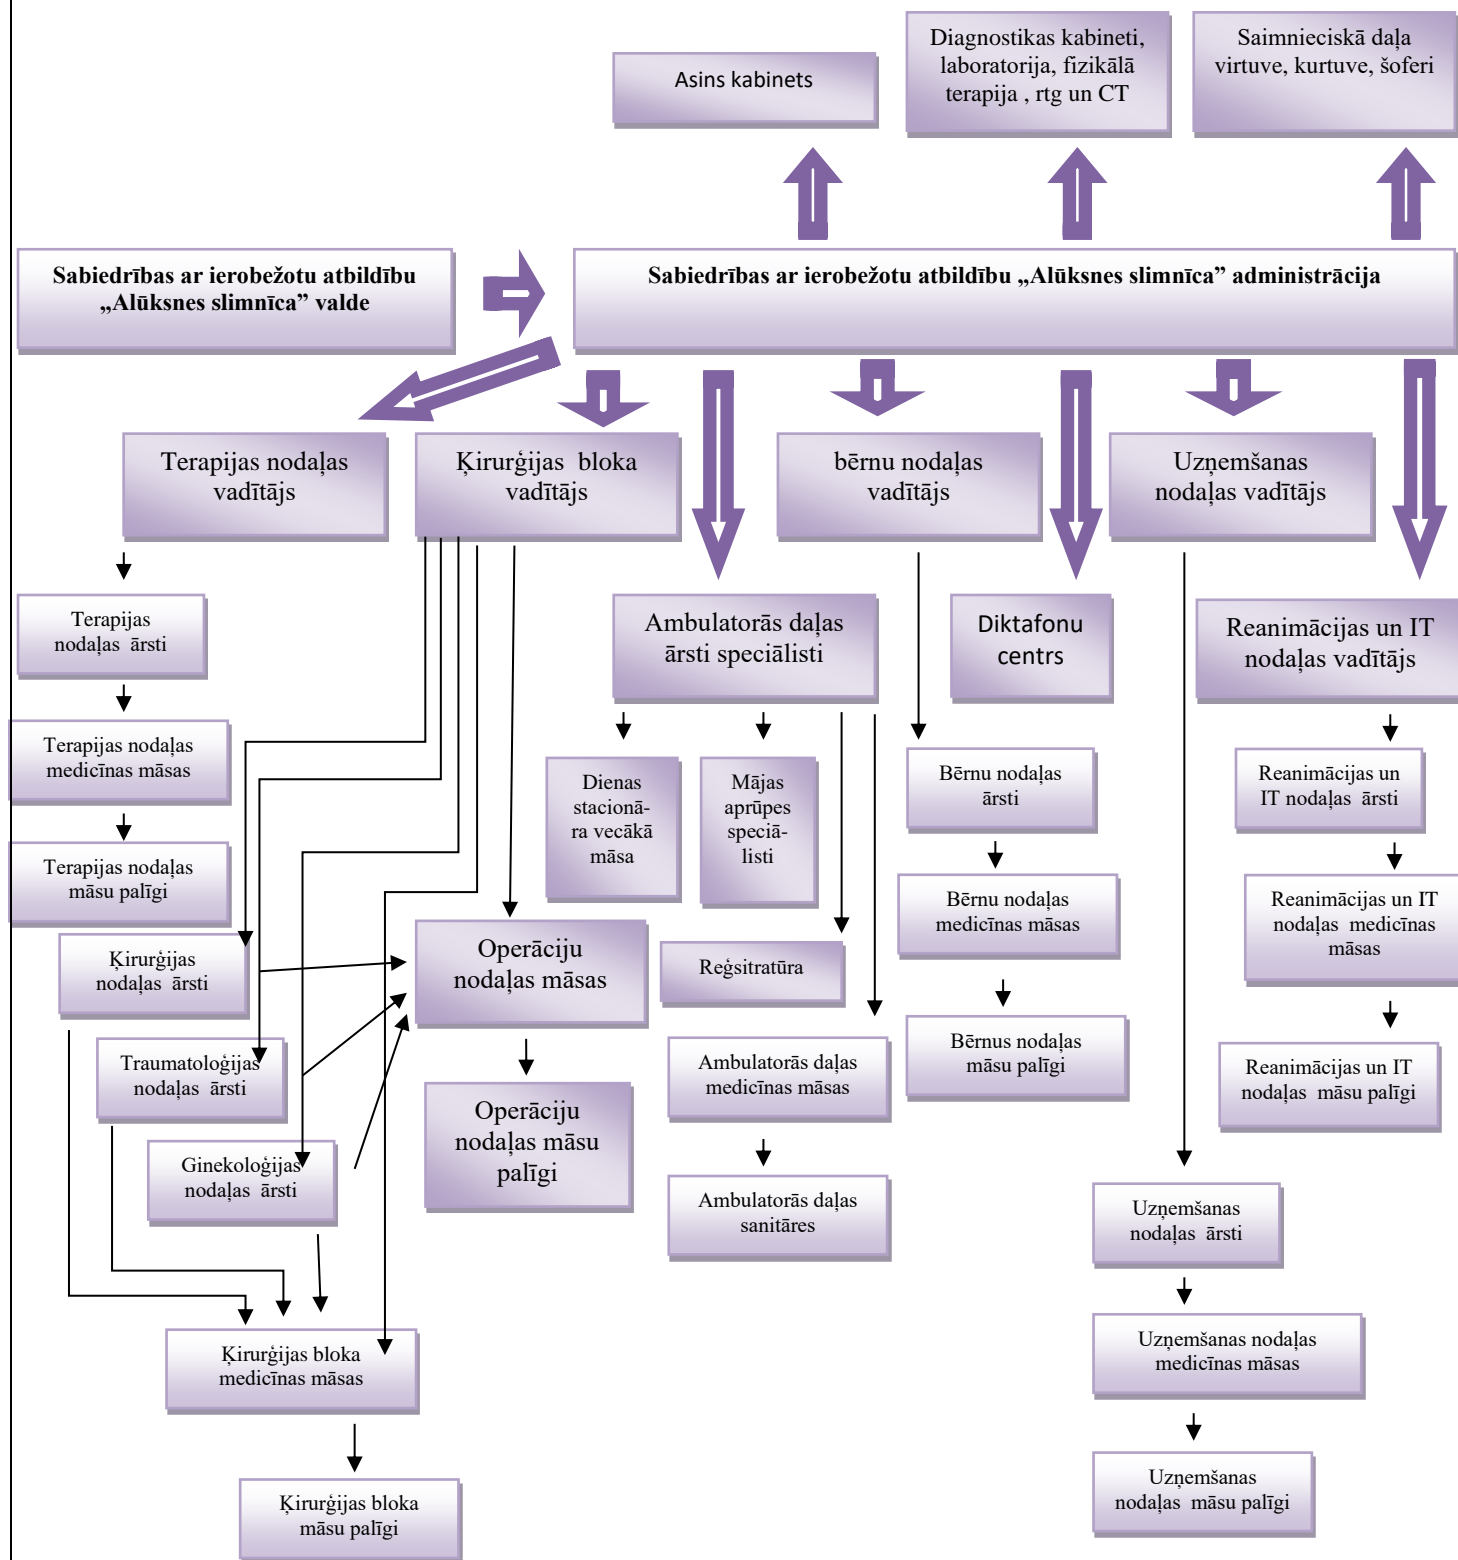 Asins kabinets
Diagnostikas kabineti,
laboratorija, fizikālā
terapija , rtg un CT
Saimnieciskā daļa
virtuve, kurtuve, šoferi
Sabiedrības ar ierobežotu atbildību
„Alūksnes slimnīca” valde
Sabiedrības ar ierobežotu atbildību „Alūksnes slimnīca” administrācija
Terapijas nodaļas
vadītājs
Ķirurģijas bloka
vadītājs
bērnu nodaļas
vadītājs
Uzņemšanas
nodaļas vadītājs
Terapijas
nodaļas ārsti
Ambulatorās daļas
ārsti speciālisti
Diktafonu
centrs
Reanimācijas un IT
nodaļas vadītājs
Terapijas nodaļas
medicīnas māsas
Dienas
stacionā-
ra vecākā
māsa
Mājas
aprūpes
speciā-
listi
Bērnu nodaļas
ārsti
Reanimācijas un
IT nodaļas ārsti
Terapijas nodaļas
māsu palīgi
Bērnu nodaļas
medicīnas māsas
Reanimācijas un IT
nodaļas medicīnas
māsas
Ķirurģijas
nodaļas ārsti
Operāciju
nodaļas māsas
Reģsitratūra
Traumatoloģijas
nodaļas ārsti
Ambulatorās daļas
medicīnas māsas
Bērnus nodaļas
māsu palīgi
Reanimācijas un IT
nodaļas māsu palīgi
Operāciju
nodaļas māsu
palīgi
Ginekoloģijas
nodaļas ārsti
Ambulatorās daļas
sanitāres
Uzņemšanas
nodaļas ārsti
Ķirurģijas bloka
medicīnas māsas
Uzņemšanas nodaļas
medicīnas māsas
Ķirurģijas bloka
māsu palīgi
Uzņemšanas
nodaļas māsu palīgi